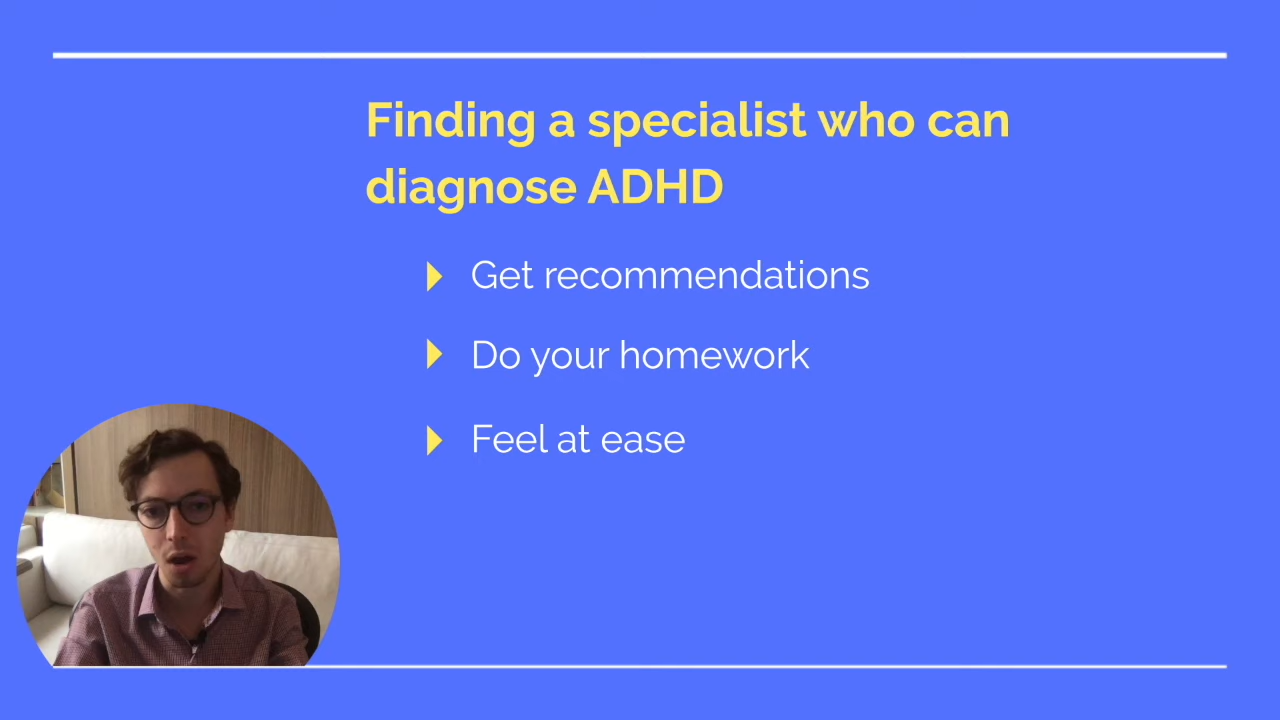 Finding a specialist who can
diagnose ADHD
Get recommendations
Do your homework
Feel at ease